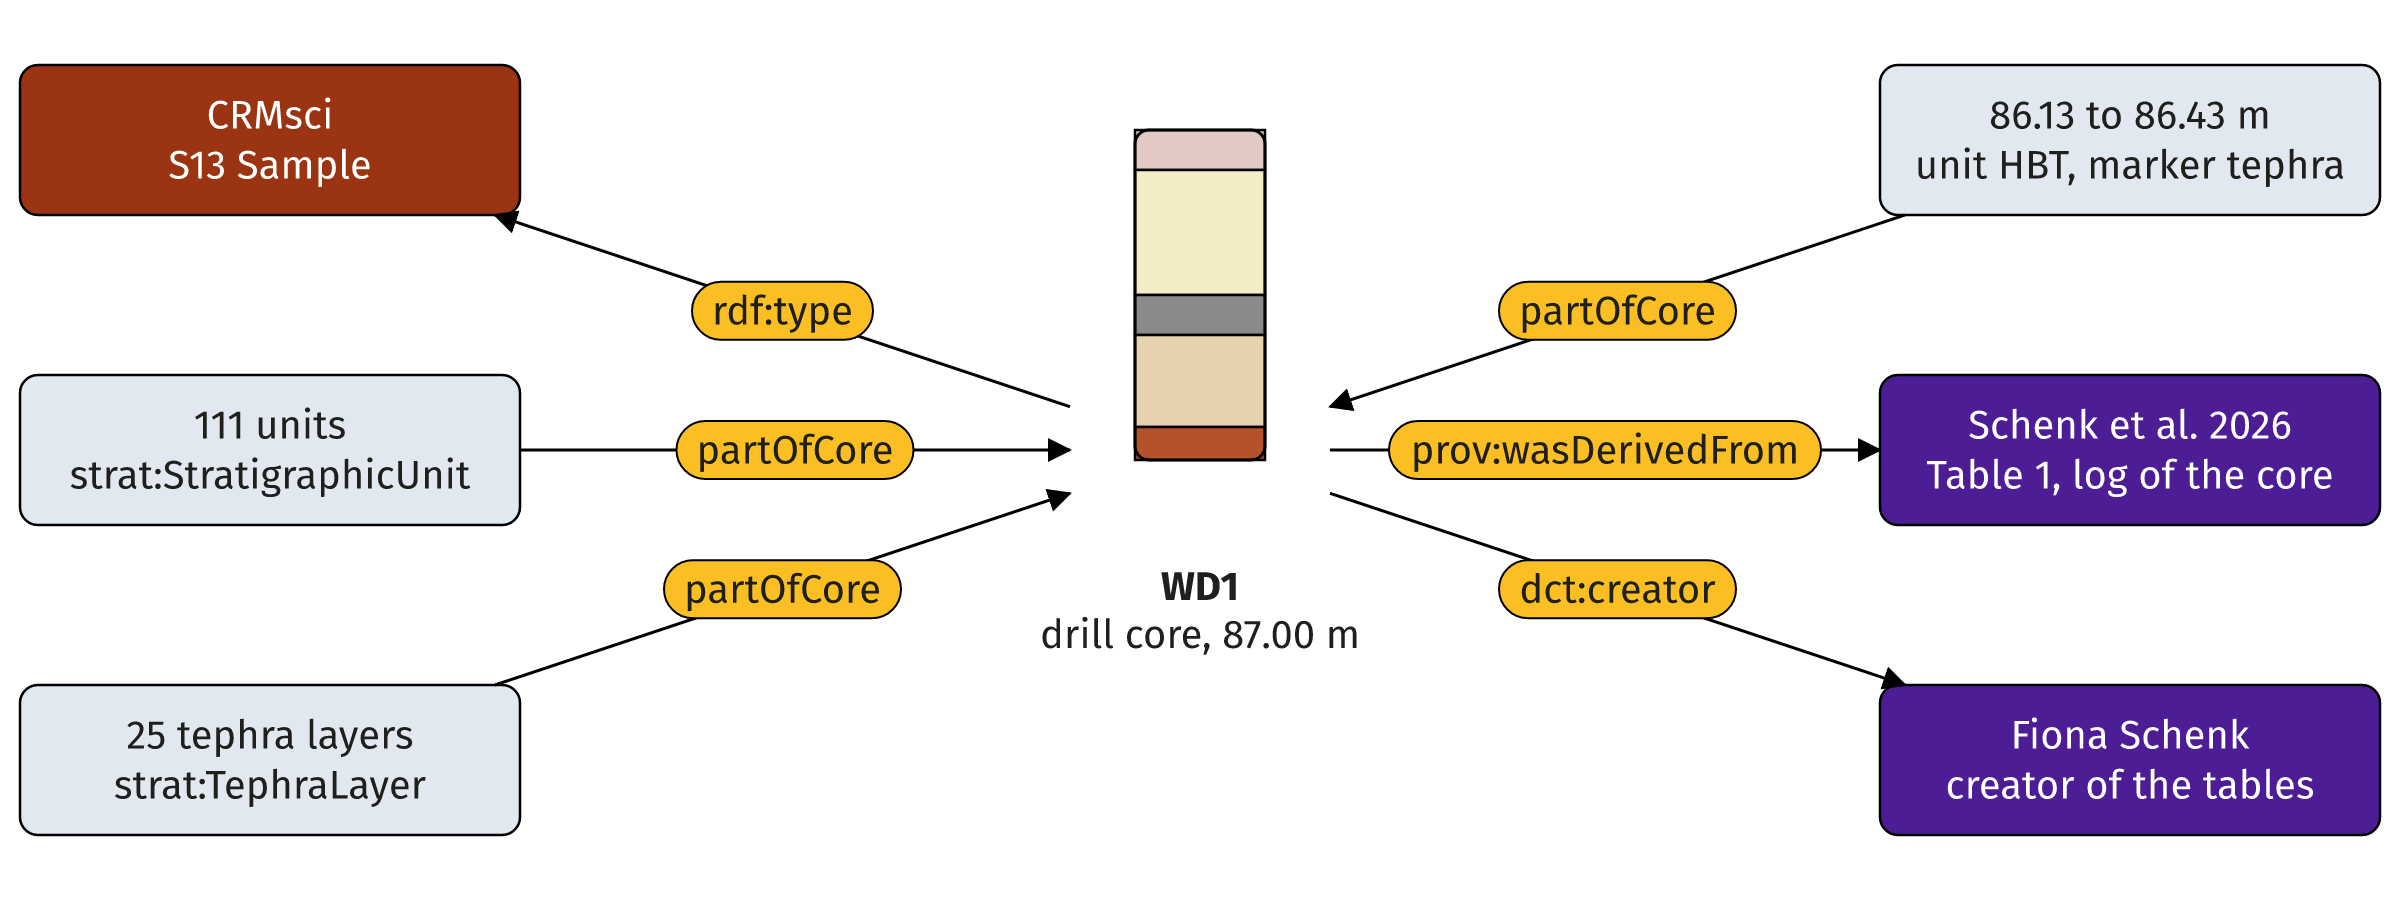 CRMsci
S13 Sample
86.13 to 86.43 m
unit HBT, marker tephra
rdf:type
partOfCore
111 units
strat:StratigraphicUnit
partOfCore
prov:wasDerivedFrom
Schenk et al. 2026
Table 1, log of the core
partOfCore
WD1
drill core, 87.00 m
dct:creator
25 tephra layers
strat:TephraLayer
Fiona Schenk
creator of the tables